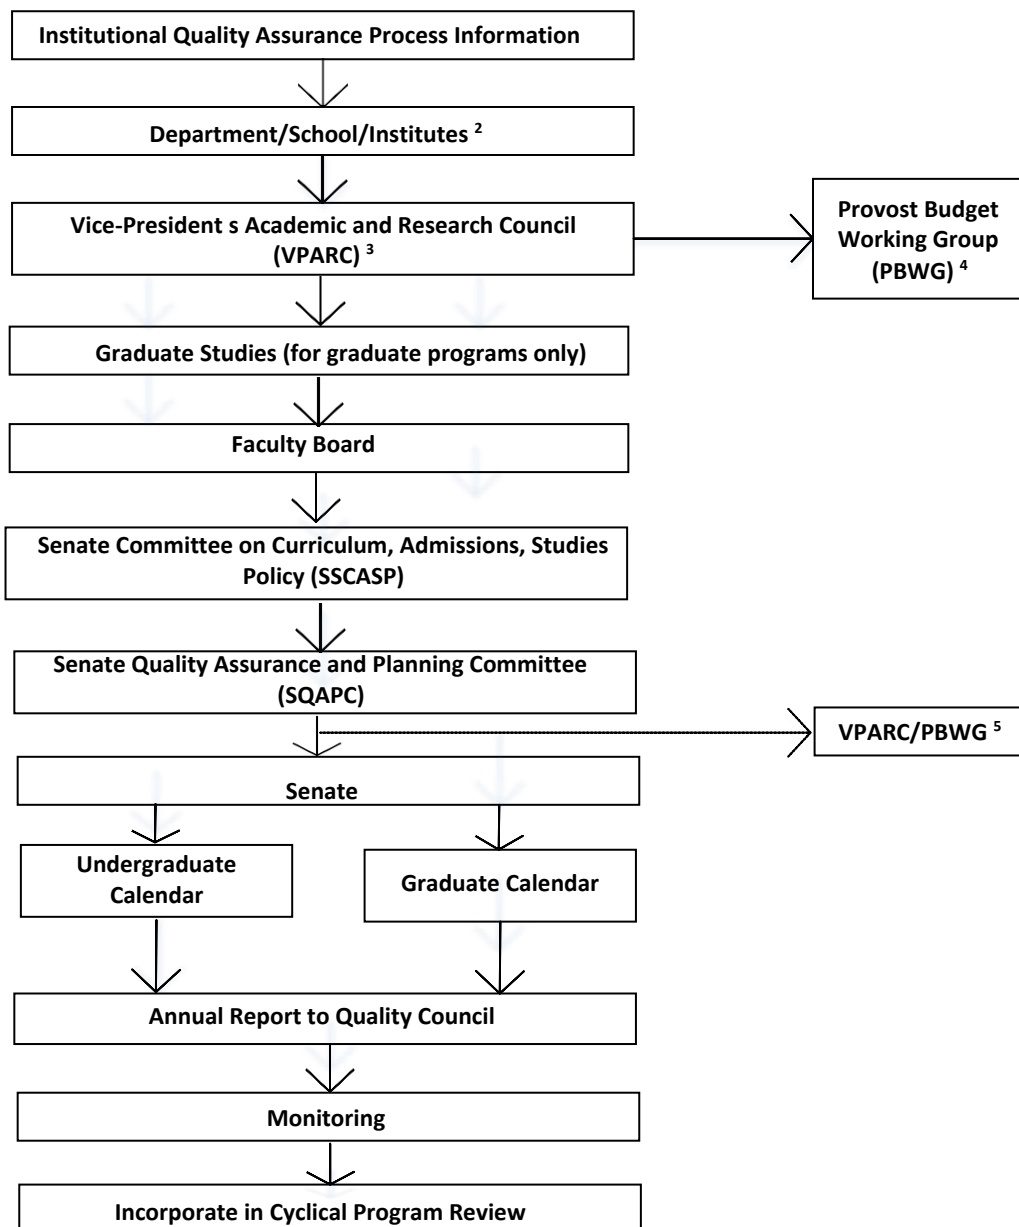 Institutional Quality Assurance Process Information
Department/School/Institutes ²
Vice-President s Academic and Research Council
(VPARC) ³
Provost Budget
Working Group
(PBWG) ⁴
Graduate Studies (for graduate programs only)
Faculty Board
Senate Committee on Curriculum, Admissions, Studies
Policy (SSCASP)
Senate Quality Assurance and Planning Committee
(SQAPC)
VPARC/PBWG ⁵
Senate
Undergraduate
Calendar
Graduate Calendar
Annual Report to Quality Council
Monitoring
Incorporate in Cyclical Program Review